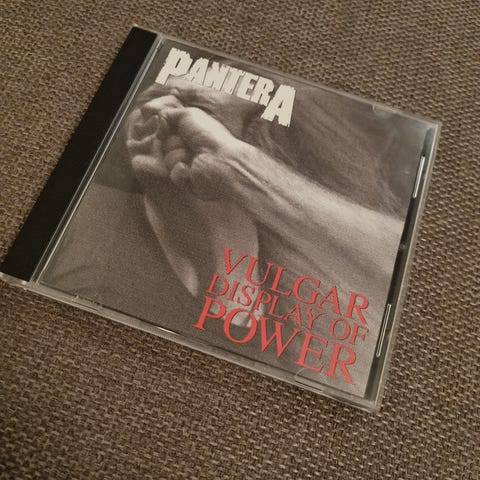 PANTERA
VULGAR
DISPLAY OF
POWER